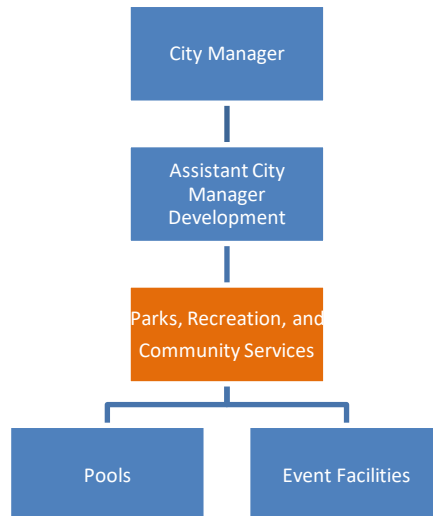 City Manager
Assistant City
Manager
Development
Parks, Recreation, and
Community Services
Pools
Event Facilities